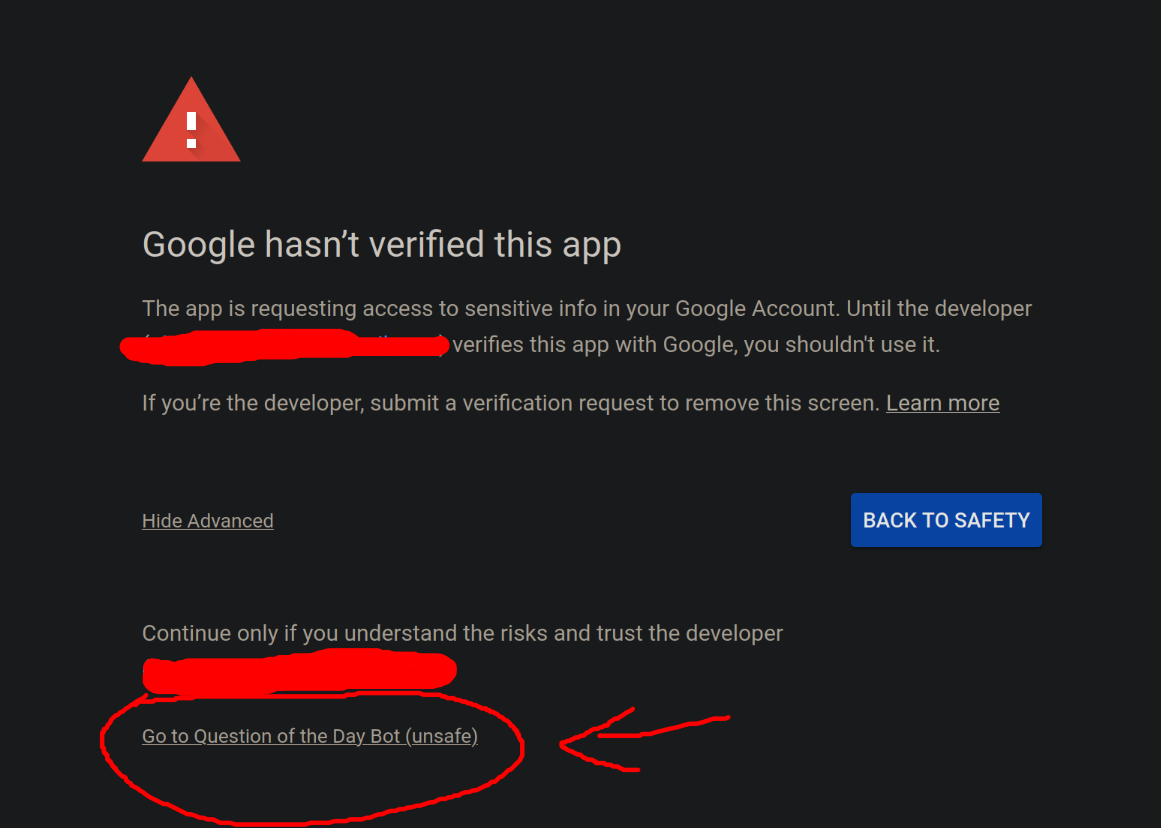 Google hasn’t verified this app
The app is requesting access to sensitive info in your Google Account. Until the developer
verifies this app with Google, you shouldn't use it.
If you’re the developer, submit a verification request to remove this screen. Learn more
Hide Advanced
BACK TO SAFETY
Continue only if you understand the risks and trust the developer
Go to Question of the Day Bot (unsafe)